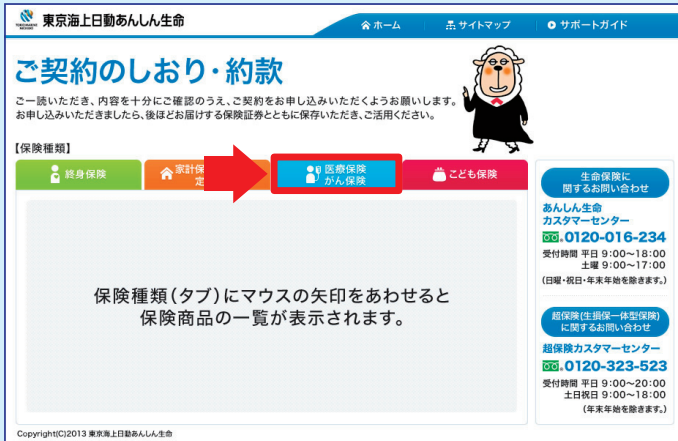 東京海上日動あんしん生命
ホーム
サイトマップ
サポートガイド
ご契約のしおり・約款
ご一読いただき、内容を十分にご確認のうえ、ご契約をお申し込みいただくようお願いします。
お申し込みいただきましたら、後ほどお届けする保険証券とともに保存いただき、ご活用ください。
【保険種類】
終身保険
家計保
定
医療保険
がん保険
こども保険
保険種類(タブ)にマウスの矢印をあわせると
保険商品の一覧が表示されます。
生命保険に
関するお問い合わせ
あんしん生命
カスタマーセンター
0120-016-234
受付時間 平日 9:00~18:00
土曜 9:00~17:00
(日曜・祝日・年末年始を除きます。)
超保険(生損保一体型保険)
に関するお問い合わせ
超保険カスタマーセンター
0120-323-523
受付時間 平日 9:00~20:00
土日祝日 9:00~18:00
(年末年始を除きます。)
Copyright(C)2013 東京海上日動あんしん生命